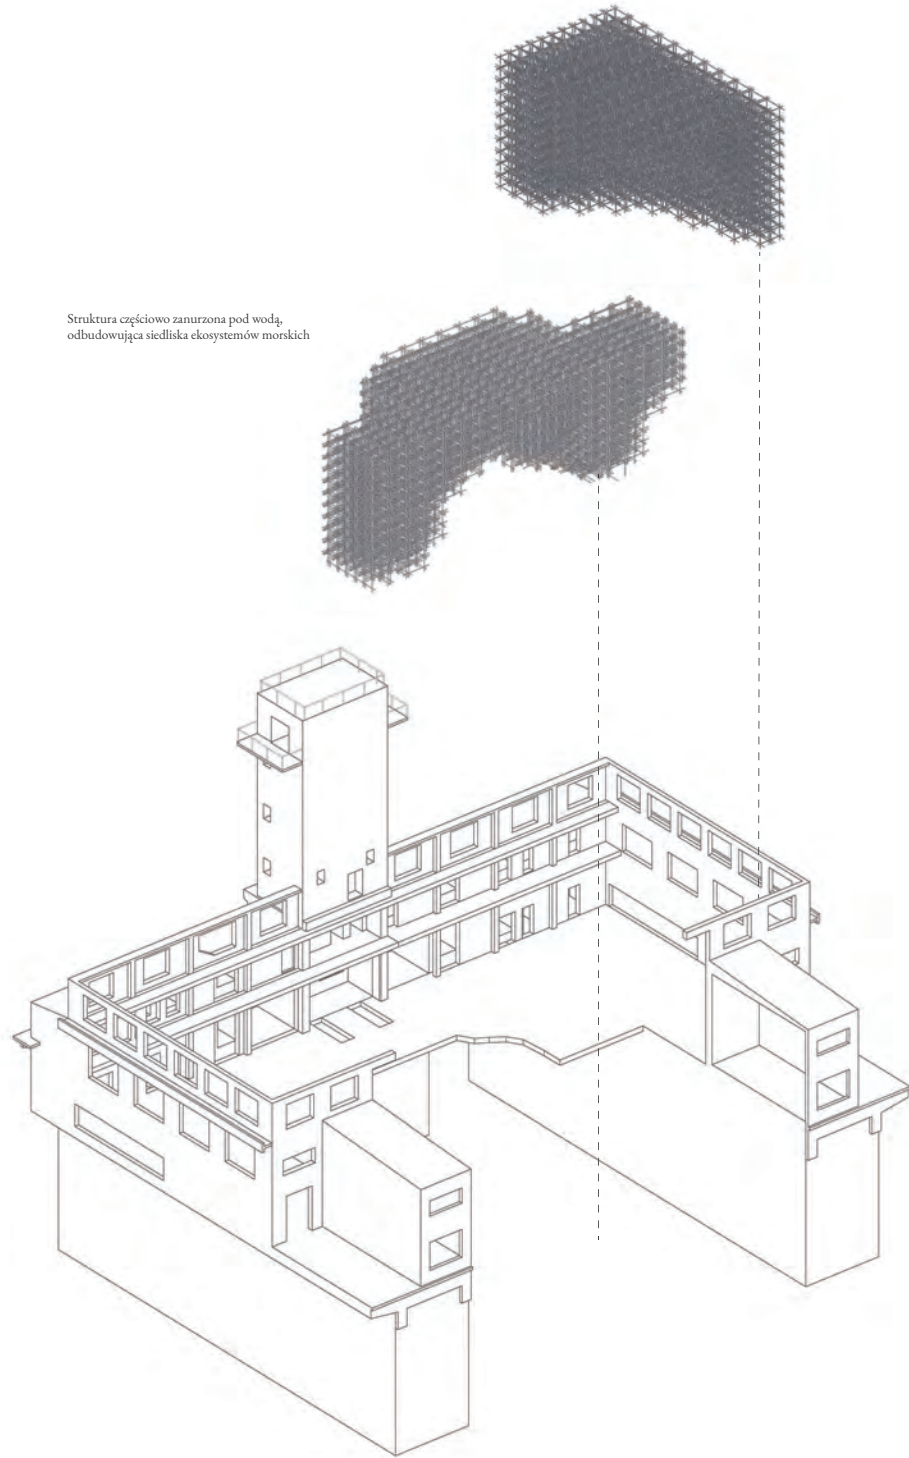 Struktura częściowo zanurzona pod wodą,
odbudowująca siedliska ekosystemów morskich